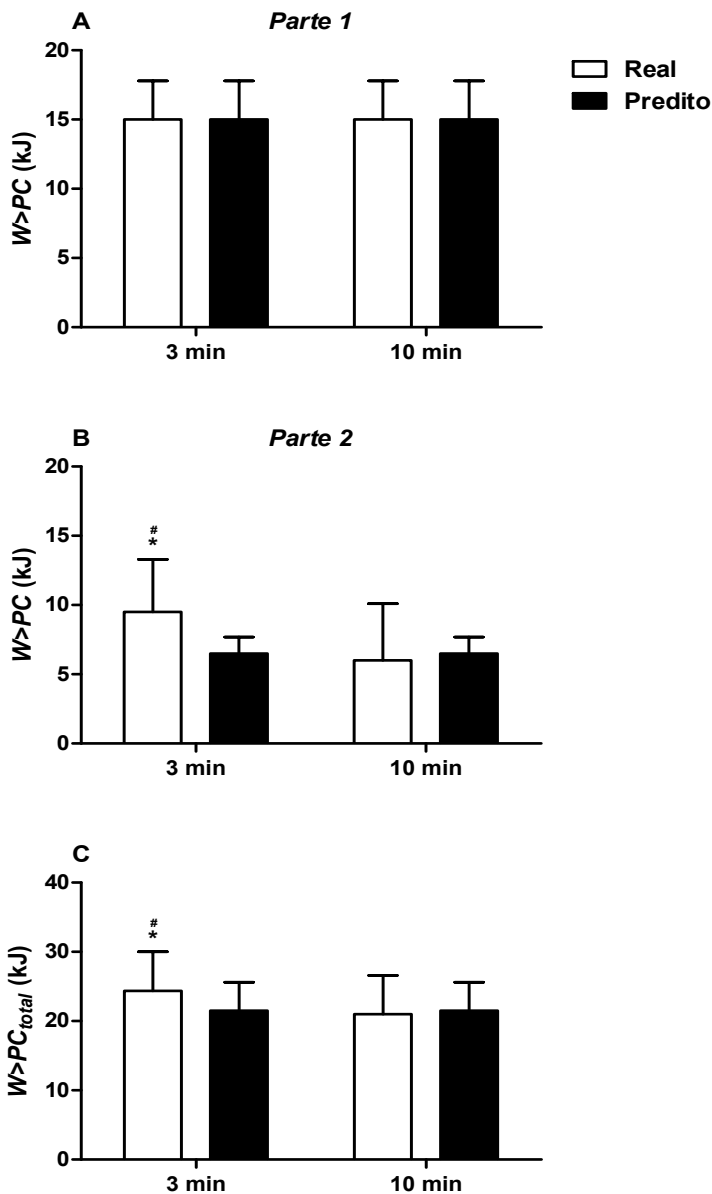 A
Parte 1
Real
Predito
W>PC (kJ)
20
15
10
5
0
3 min
10 min
B
Parte 2
W>PC (kJ)
20
15
10
5
0
#
*
3 min
10 min
C
W>PCtotal (kJ)
40
30
20
10
0
#
*
3 min
10 min